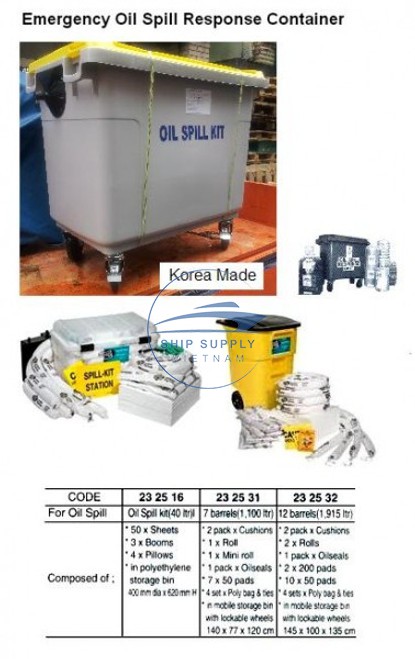 Emergency Oil Spill Response Container
OIL SPILL KIT
Korea Made
SHIP SUPPLY
VIETNAM
SPILL-KIT
STATION
CODE 23 25 16 23 25 31 23 25 32
For Oil Spill Oil Spill kit(40 ltr)l 7 barrels(1,100 ltr) 12 barrels(1,915 ltr)
Composed of ;
* 50 x Sheets
* 3 x Booms
* 4 x Pillows
* in polyethylene
storage bin
400 mm dia x 620 mm H
* 2 pack x Cushions
* 1 x Roll
* 1 x Mini roll
* 1 pack x Oilseals
* 7 x 50 pads
* 4 set x Poly bag & ties
* in mobile storage bin
with lockable wheels
140 x 77 x 120 cm
* 2 pack x Cushions
* 2 x Rolls
* 1 pack x Oilseals
* 2 x 200 pads
* 10 x 50 pads
* 4 sets x Poly bag & ties
* in mobile storage bin
with lockable wheels
145 x 100 x 135 cm